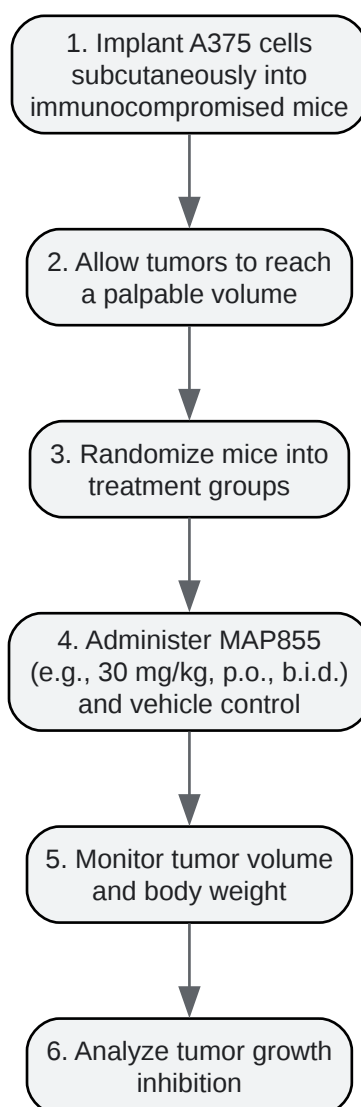 1. Implant A375 cells
subcutaneously into
immunocompromised mice
2. Allow tumors to reach
a palpable volume
3. Randomize mice into
treatment groups
4. Administer MAP855
(e.g., 30 mg/kg, p.o., b.i.d.)
and vehicle control
5. Monitor tumor volume
and body weight
6. Analyze tumor growth
inhibition